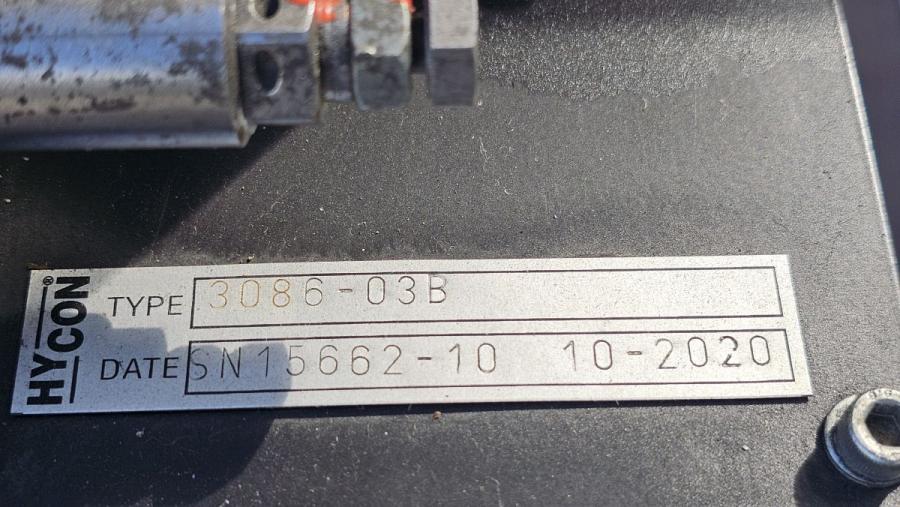 HYCON®
TYPE 3086-03B
DATE SN15662-10 10-2020